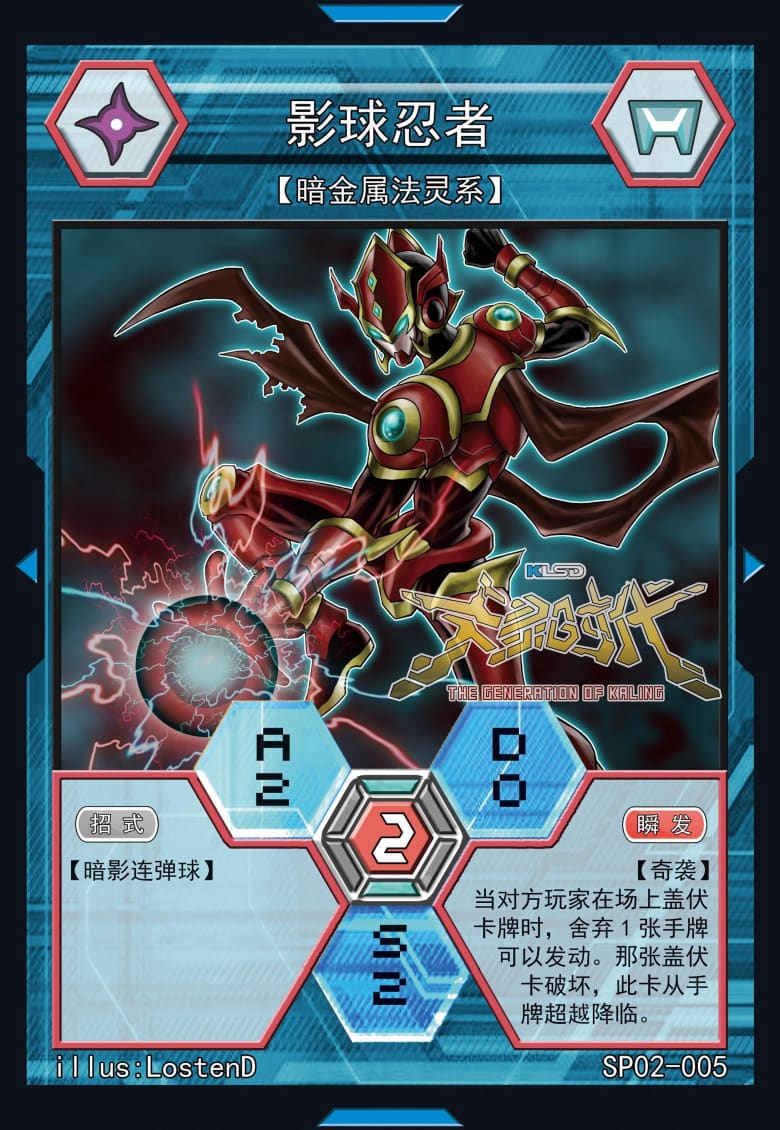 影球忍者
【暗金属法灵系】
KLSD
THE GENERATION OF KALING
A
2
D
0
2
S
2
招 式
【暗影连弹球】
瞬 发
【奇袭】
当对方玩家在场上盖伏
卡牌时，舍弃1张手牌
可以发动。那张盖伏
卡破坏，此卡从手
牌超越降临。
illus:LostenD
SP02-005